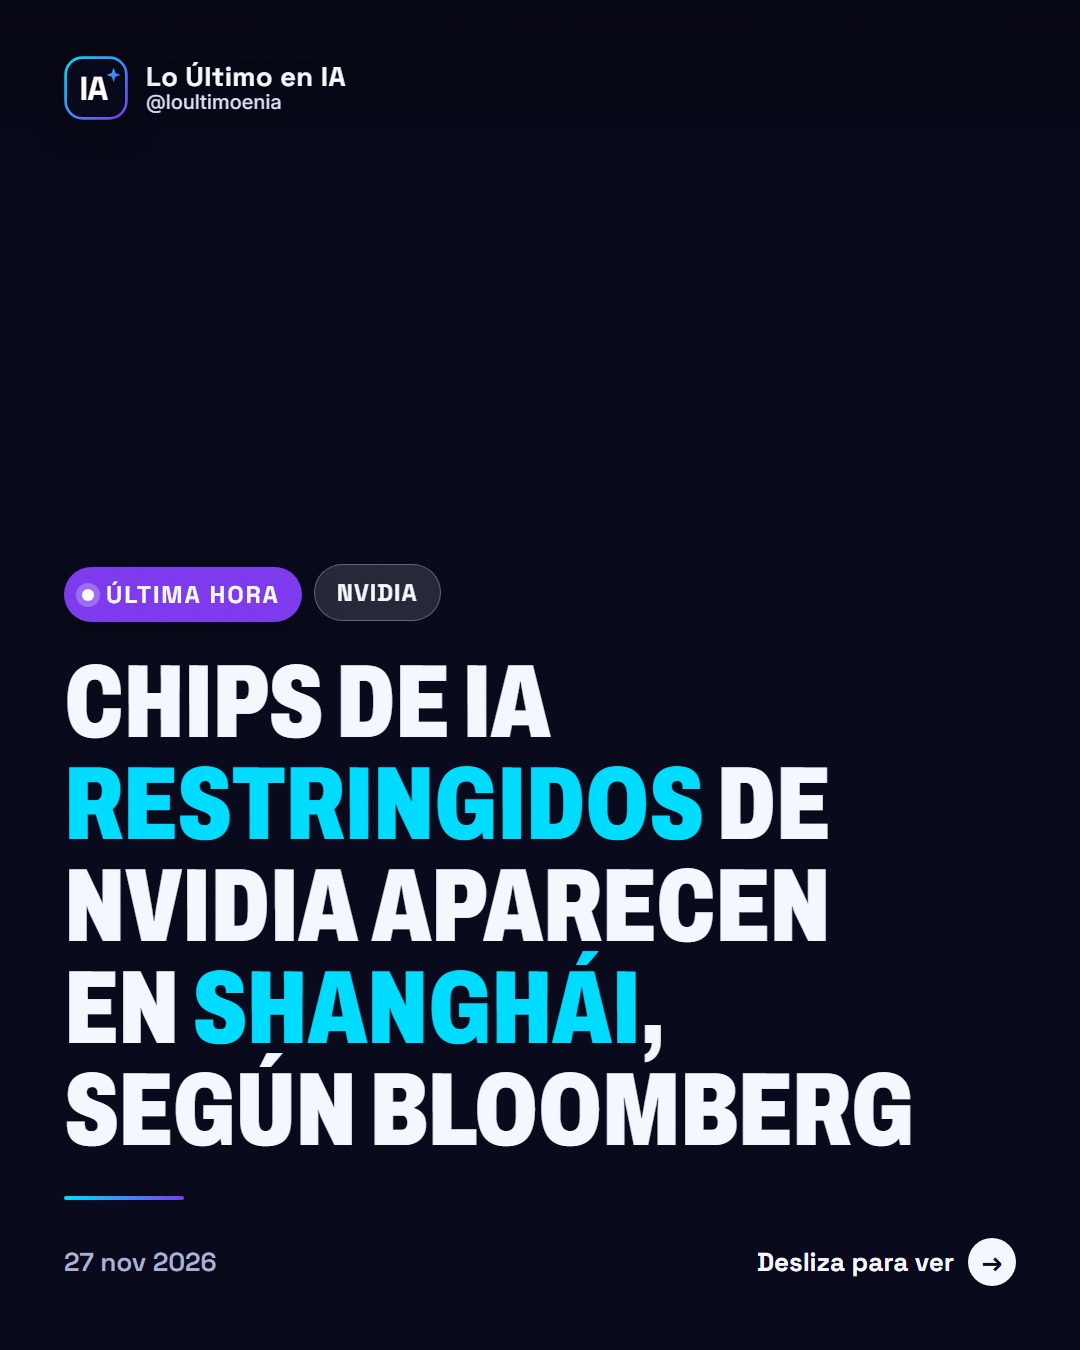 IA
Lo Último en IA
@loultimoenia
ÚLTIMA HORA
NVIDIA
CHIPS DE IA
RESTRINGIDOS DE
NVIDIA APARECEN
EN SHANGHÁI,
SEGÚN BLOOMBERG
27 nov 2026
Desliza para ver →